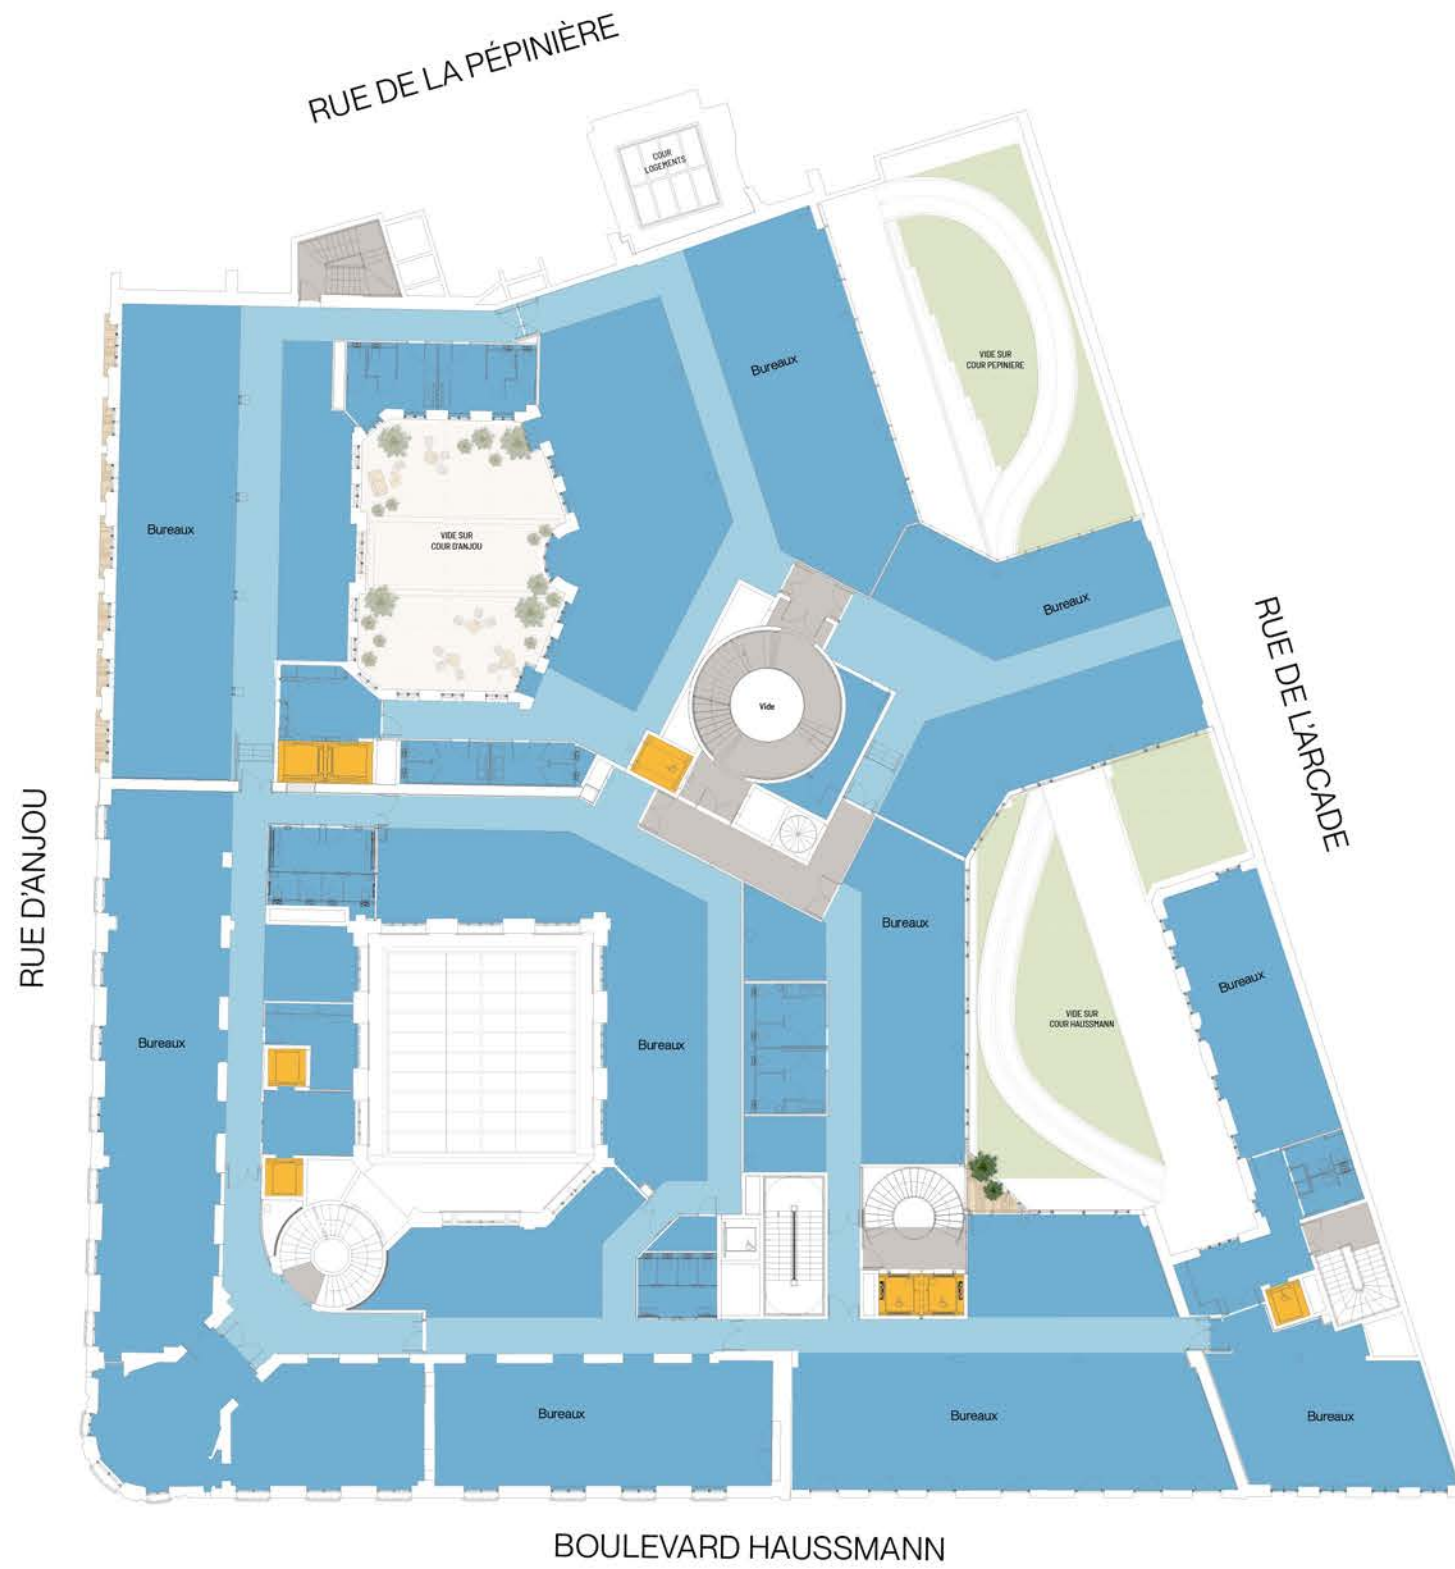 RUE DE LA PÉPINIÈRE
COUR
LOGEMENTS
VIDE SUR
COUR PEPINIERE
Bureaux
Bureaux
VIDE SUR
COUR D'ANJOU
Bureaux
RUE DE L'ARCADE
Vide
RUE D'ANJOU
Bureaux
Bureaux
VIDE SUR
COUR HAUSSMANN
Bureaux
Bureaux
Bureaux
Bureaux
Bureaux
BOULEVARD HAUSSMANN
Bureaux